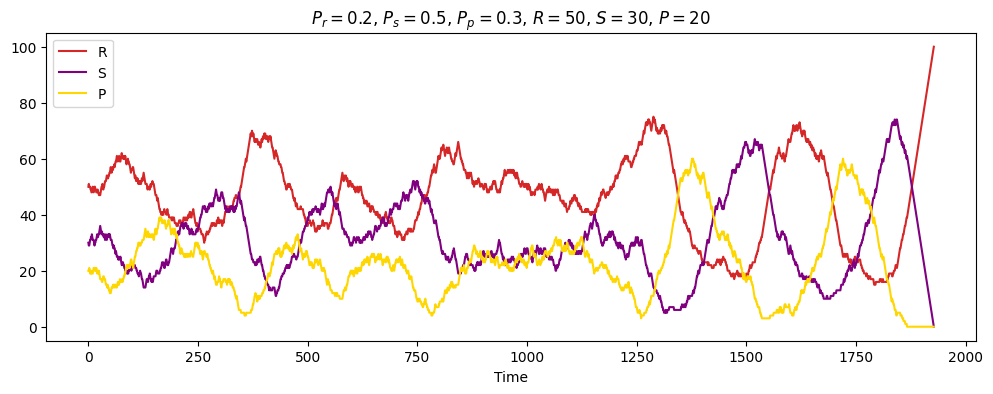 P_r = 0.2, P_s = 0.5, P_p = 0.3, R = 50, S = 30, P = 20
R
S
P
100
80
60
40
20
0
0 250 500 750 1000 1250 1500 1750 2000
Time